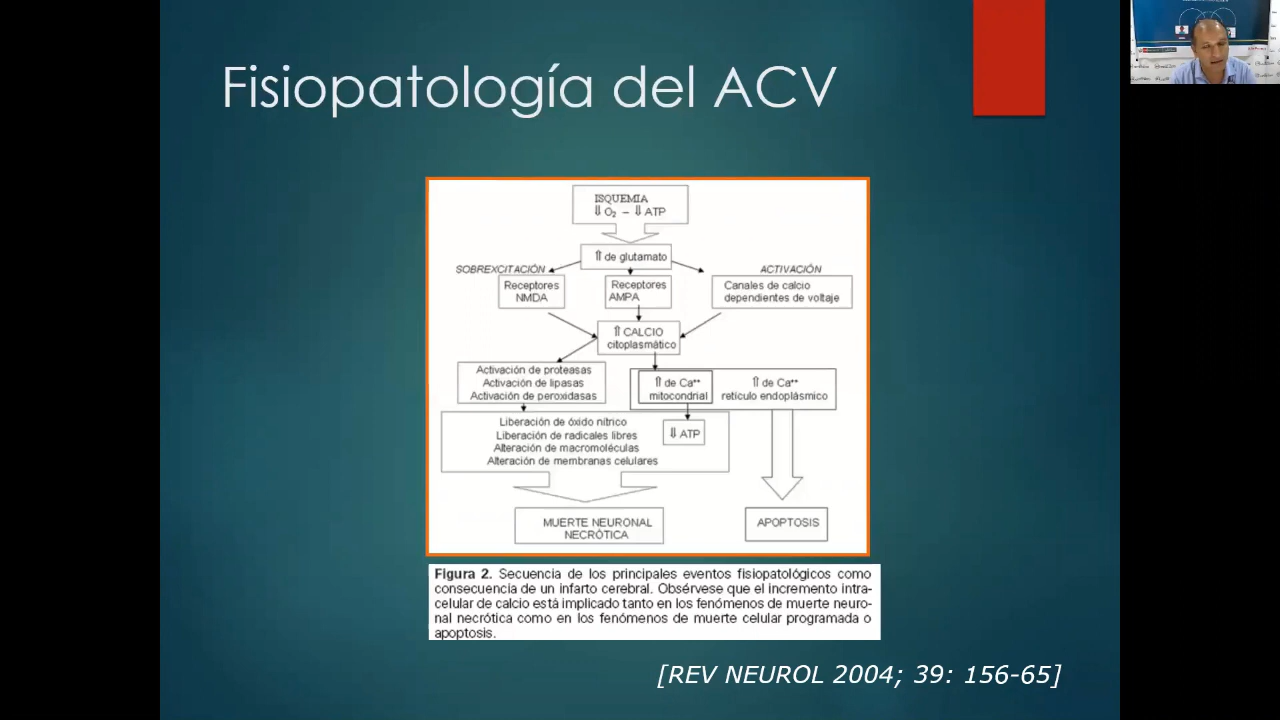 Fisiopatología del ACV
ISQUEMIA
⇓ O₂ – ⇓ ATP
⇑ de glutamato
SOBREXCITACIÓN
ACTIVACIÓN
Receptores
NMDA
Receptores
AMPA
Canales de calcio
dependientes de voltaje
⇑ CALCIO
citoplasmático
Activación de proteasas
Activación de lipasas
Activación de peroxidasas
⇑ de Ca⁺⁺
mitocondrial
⇑ de Ca⁺⁺
retículo endoplásmico
Liberación de óxido nítrico
Liberación de radicales libres
Alteración de macromoléculas
Alteración de membranas celulares
⇓ ATP
MUERTE NEURONAL
NECRÓTICA
APOPTOSIS
Figura 2. Secuencia de los principales eventos fisiopatológicos como
consecuencia de un infarto cerebral. Obsérvese que el incremento intra-
celular de calcio está implicado tanto en los fenómenos de muerte neuro-
nal necrótica como en los fenómenos de muerte celular programada o
apoptosis.
[REV NEUROL 2004; 39: 156-65]